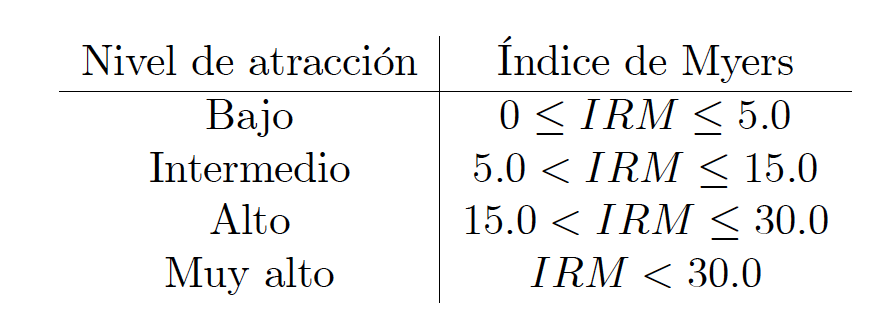 Nivel de atracción Índice de Myers
Bajo 0 ≤ IRM ≤ 5.0
Intermedio 5.0 < IRM ≤ 15.0
Alto 15.0 < IRM ≤ 30.0
Muy alto IRM < 30.0